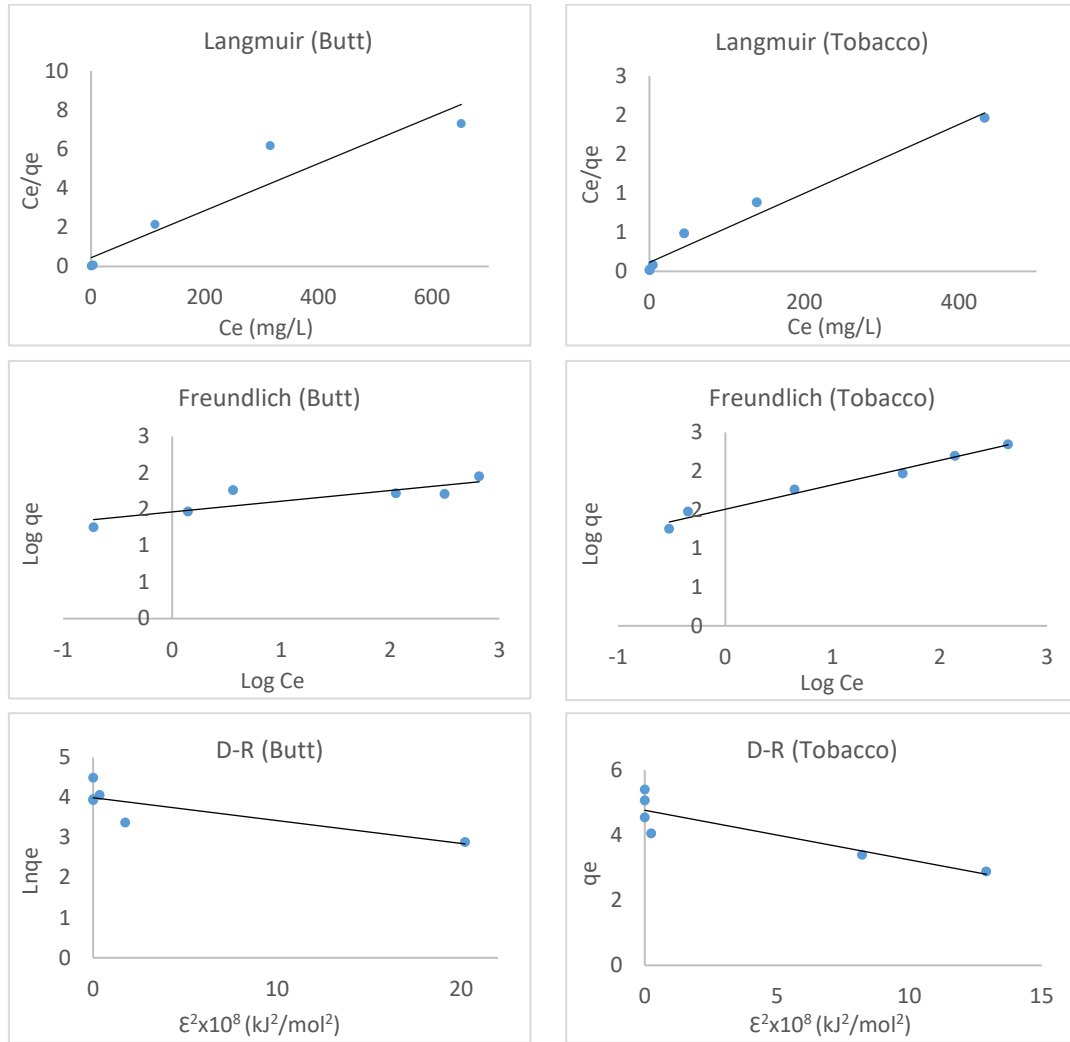 Langmuir (Butt)
10
8
6
4
2
0
0 200 400 600
Ce/qe
Ce (mg/L)
Langmuir (Tobacco)
3
2
2
1
1
0
0 200 400
Ce/qe
Ce (mg/L)
Freundlich (Butt)
3
2
2
1
1
0
-1 0 1 2 3
Log qe
Log Ce
Freundlich (Tobacco)
3
2
2
1
1
0
-1 0 1 2 3
Log qe
Log Ce
D-R (Butt)
5
4
3
2
1
0
0 10 20
Lnqe
Ɛ²x10⁸ (kJ²/mol²)
D-R (Tobacco)
6
4
2
0
0 5 10 15
qe
Ɛ²x10⁸ (kJ²/mol²)